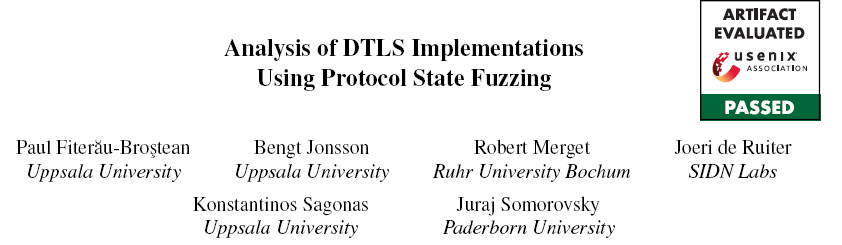 Analysis of DTLS Implementations
Using Protocol State Fuzzing
ARTIFACT
EVALUATED
usenix
ASSOCIATION
PASSED
Paul Fiterău-Broştean Bengt Jonsson Robert Merget Joeri de Ruiter
Uppsala University Uppsala University Ruhr University Bochum SIDN Labs
Konstantinos Sagonas Juraj Somorovsky
Uppsala University Paderborn University